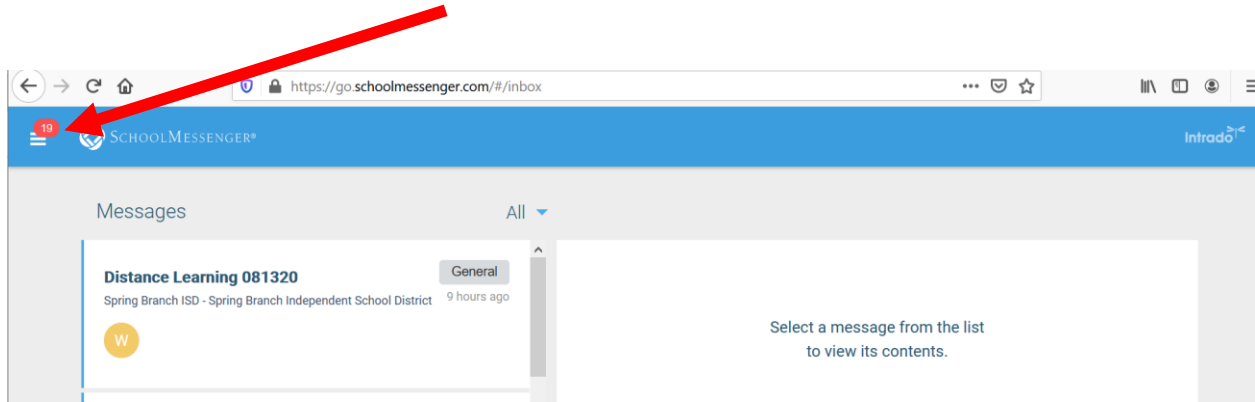 https://go.schoolmessenger.com/#/inbox
19
SCHOOLMESSENGER®
Intrado
Messages
All
Distance Learning 081320
General
Spring Branch ISD - Spring Branch Independent School District
9 hours ago
W
Select a message from the list
to view its contents.